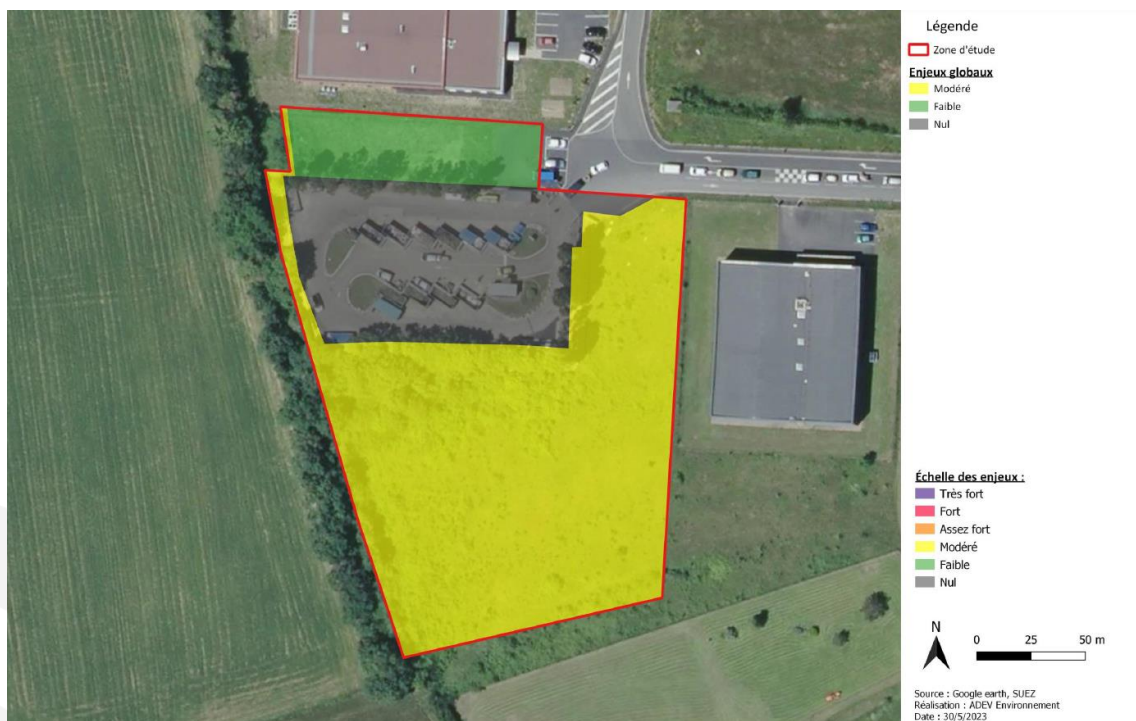 Légende
Zone d'étude
Enjeux globaux
Modéré
Faible
Nul
Échelle des enjeux :
Très fort
Fort
Assez fort
Modéré
Faible
Nul
N
0 25 50 m
Source : Google earth, SUEZ
Réalisation : ADEV Environnement
Date : 30/5/2023